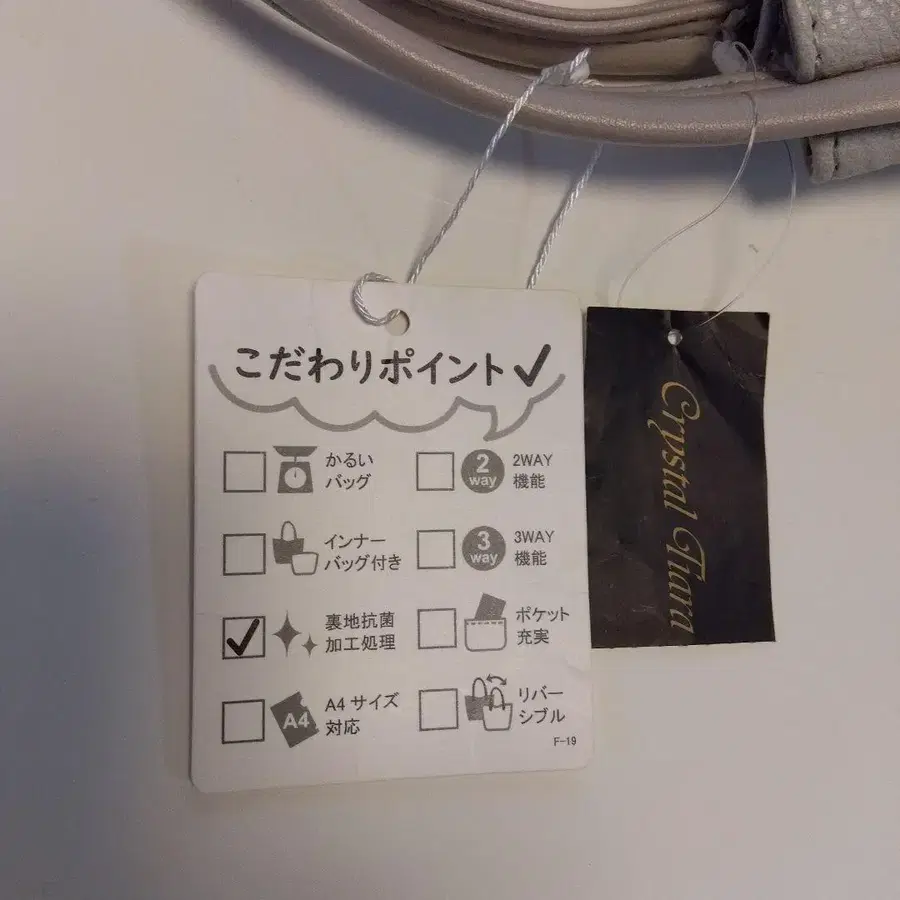 こだわりポイント✓
かるい
バッグ
2
way
2WAY
機能
インナー
バッグ付き
3
way
3WAY
機能
裏地抗菌
加工処理
ポケット
充実
A4
A4 サイズ
対応
リバー
シブル
F-19
Crystal Tiara